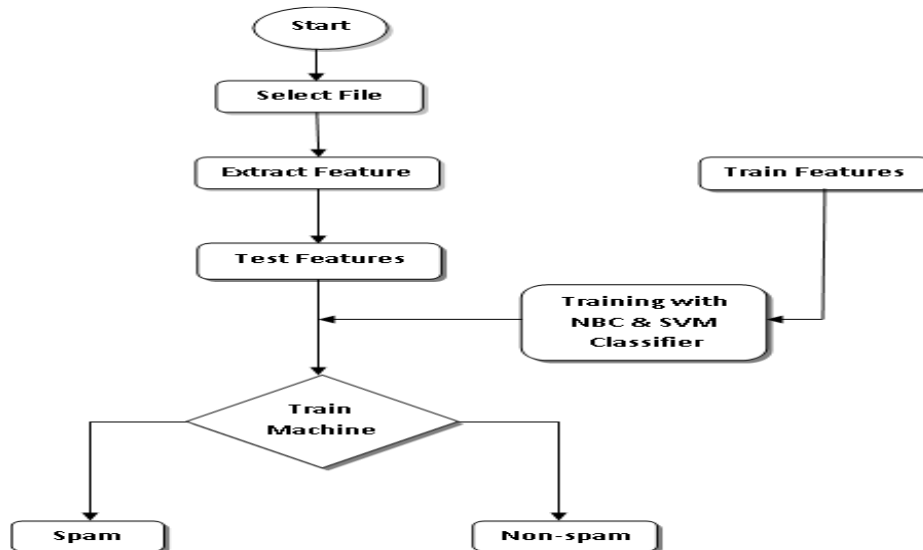 Start
Select File
Extract Feature
Train Features
Test Features
Training with
NBC & SVM
Classifier
Train
Machine
Spam
Non-spam